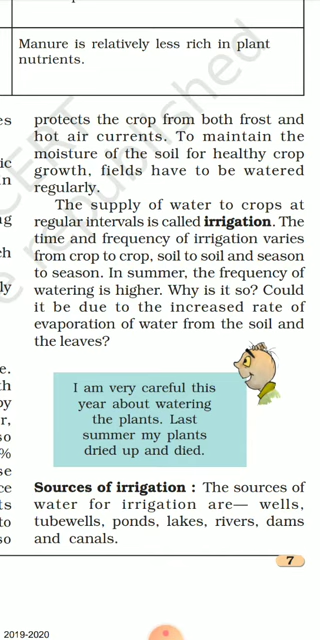 Manure is relatively less rich in plant
nutrients.
protects the crop from both frost and
hot air currents. To maintain the
moisture of the soil for healthy crop
growth, fields have to be watered
regularly.
The supply of water to crops at
regular intervals is called irrigation. The
time and frequency of irrigation varies
from crop to crop, soil to soil and season
to season. In summer, the frequency of
watering is higher. Why is it so? Could
it be due to the increased rate of
evaporation of water from the soil and
the leaves?
I am very careful this
year about watering
the plants. Last
summer my plants
dried up and died.
Sources of irrigation : The sources of
water for irrigation are— wells,
tubewells, ponds, lakes, rivers, dams
and canals.
7
2019-2020